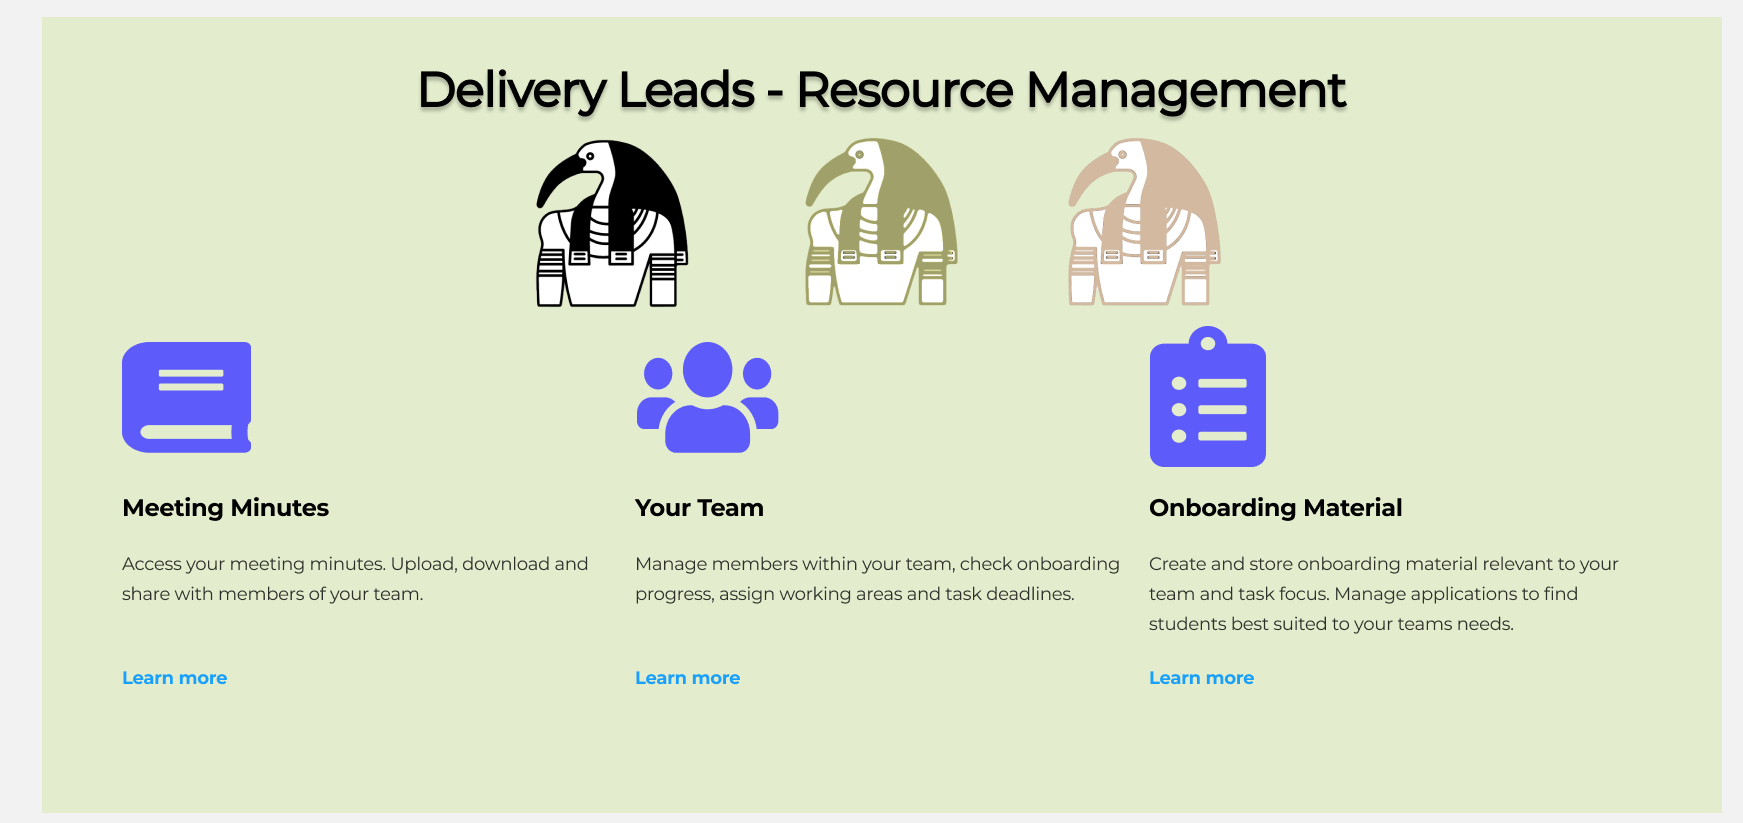 Delivery Leads - Resource Management
Meeting Minutes
Access your meeting minutes. Upload, download and
share with members of your team.
Learn more
Your Team
Manage members within your team, check onboarding
progress, assign working areas and task deadlines.
Learn more
Onboarding Material
Create and store onboarding material relevant to your
team and task focus. Manage applications to find
students best suited to your teams needs.
Learn more